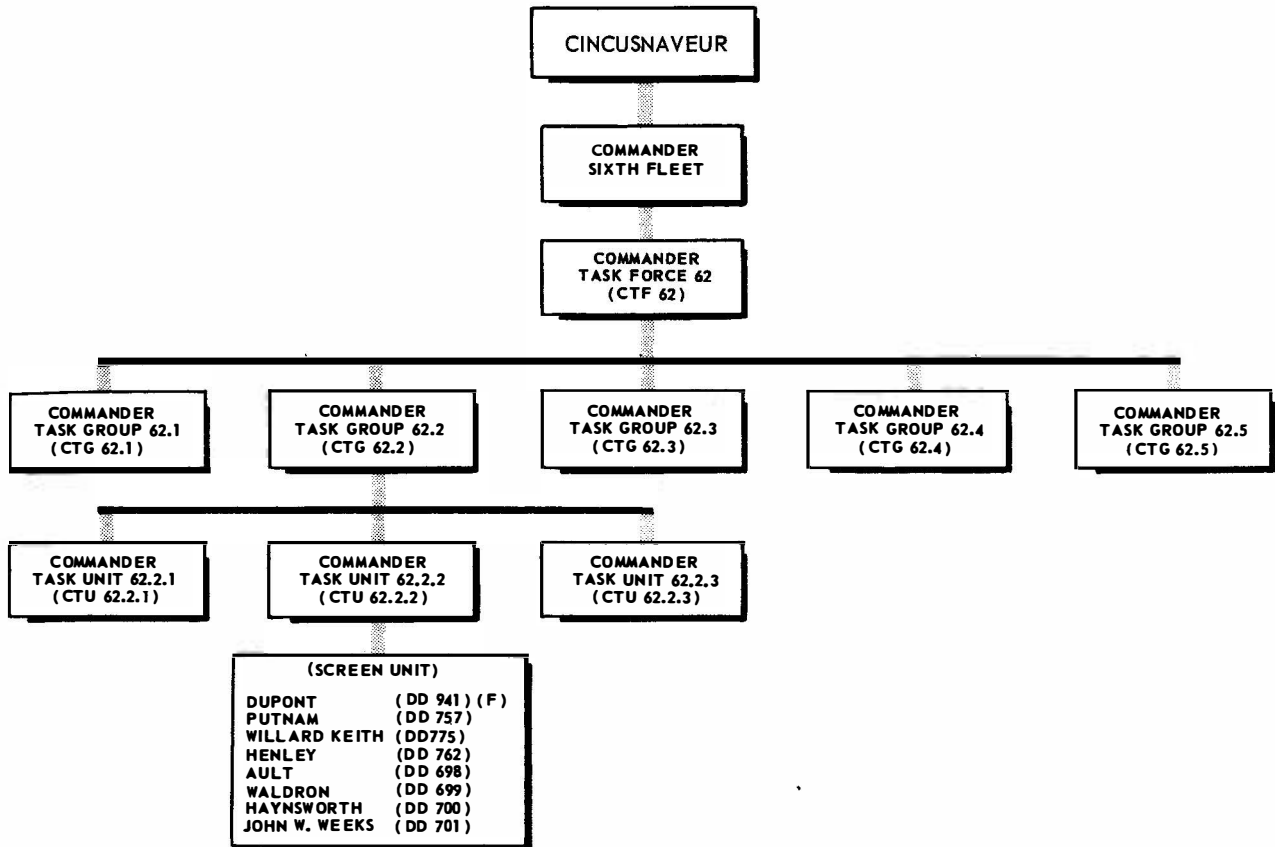 CINCUSNAVEUR
COMMANDER
SIXTH FLEET
COMMANDER
TASK FORCE 62
(CTF 62)
COMMANDER
TASK GROUP 62.1
(CTG 62.1)
COMMANDER
TASK GROUP 62.2
(CTG 62.2)
COMMANDER
TASK GROUP 62.3
(CTG 62.3)
COMMANDER
TASK GROUP 62.4
(CTG 62.4)
COMMANDER
TASK GROUP 62.5
(CTG 62.5)
COMMANDER
TASK UNIT 62.2.1
(CTU 62.2.1)
COMMANDER
TASK UNIT 62.2.2
(CTU 62.2.2)
COMMANDER
TASK UNIT 62.2.3
(CTU 62.2.3)
(SCREEN UNIT)
DUPONT (DD 941) (F)
PUTNAM (DD 757)
WILLARD KEITH (DD775)
HENLEY (DD 762)
AULT (DD 698)
WALDRON (DD 699)
HAYNSWORTH (DD 700)
JOHN W. WEEKS (DD 701)